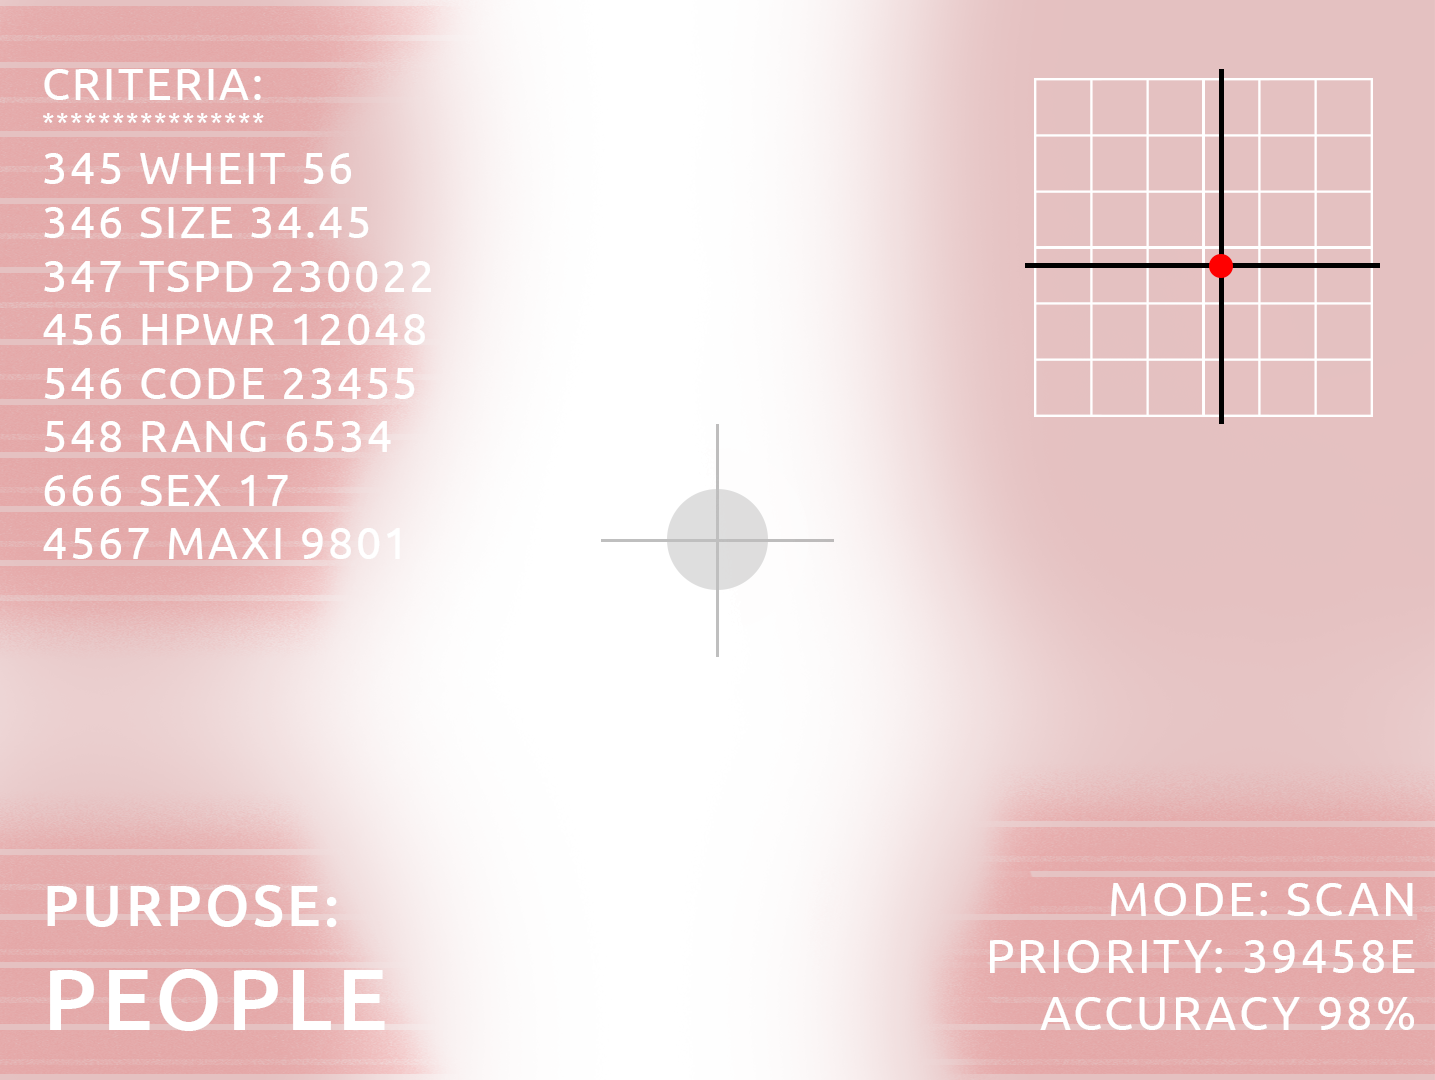 CRITERIA:
****************
345 WHEIT 56
346 SIZE 34.45
347 TSPD 230022
456 HPWR 12048
546 CODE 23455
548 RANG 6534
666 SEX 17
4567 MAXI 9801
PURPOSE:
PEOPLE
MODE: SCAN
PRIORITY: 39458E
ACCURACY 98%